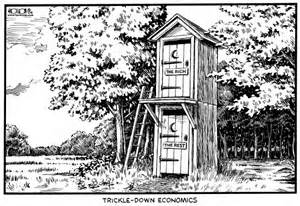 THE RICH
THE REST
TRICKLE-DOWN ECONOMICS